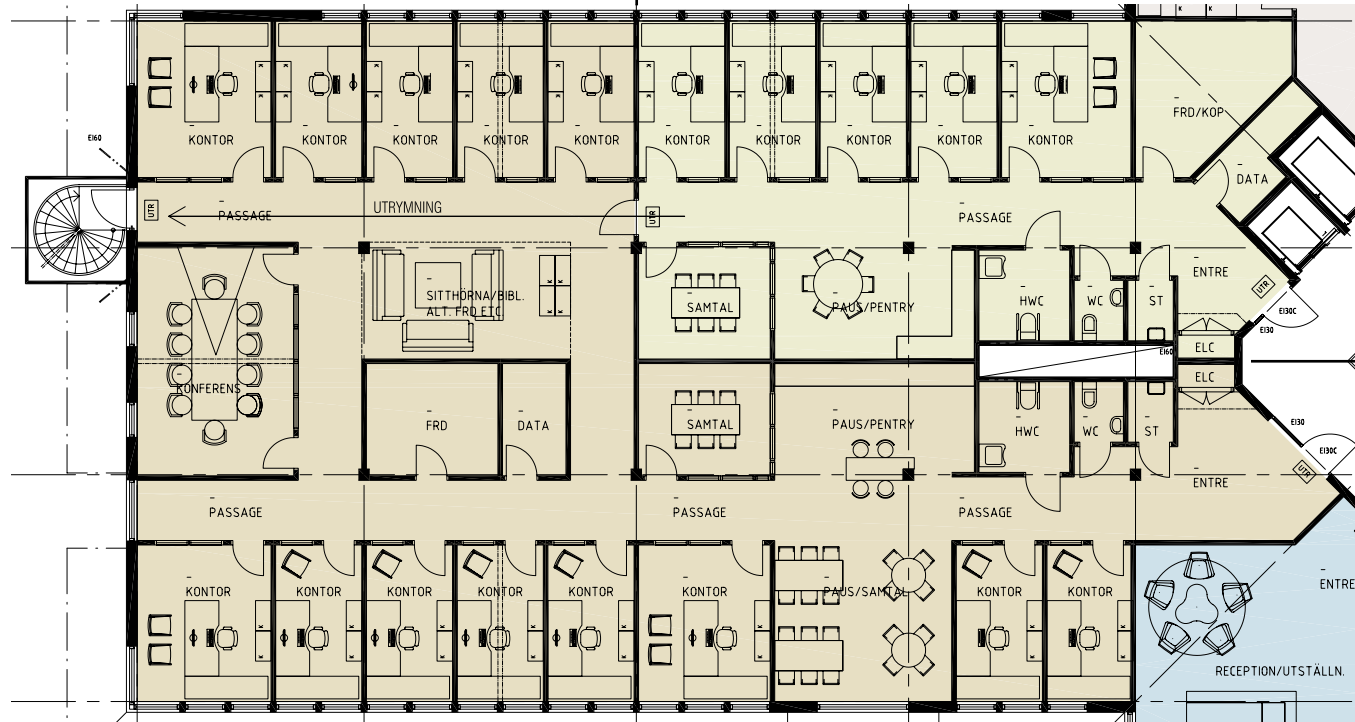 K K
KONTOR KONTOR KONTOR KONTOR KONTOR KONTOR KONTOR KONTOR KONTOR KONTOR
K K K K K K K K K
K K K K K K K K K
FRD/KOP
EI60
DATA
UTR
PASSAGE
UTRYMNING
UTR
PASSAGE
ENTRE
UTR
SITTHÖRNA/BIBL.
ALT. FRD ETC
K K
K K
SAMTAL
PAUS/PENTRY
HWC
WC
ST
EI30C
EI30
EI60
ELC
ELC
KONFERENS
FRD
DATA
SAMTAL
PAUS/PENTRY
HWC
WC
ST
EI30
EI30C
UTR
ENTRE
PASSAGE
PASSAGE
PASSAGE
KONTOR KONTOR KONTOR KONTOR KONTOR KONTOR
PAUS/SAMTAL
KONTOR KONTOR
ENTRE
K K K K K K K K
RECEPTION/UTSTÄLLN.